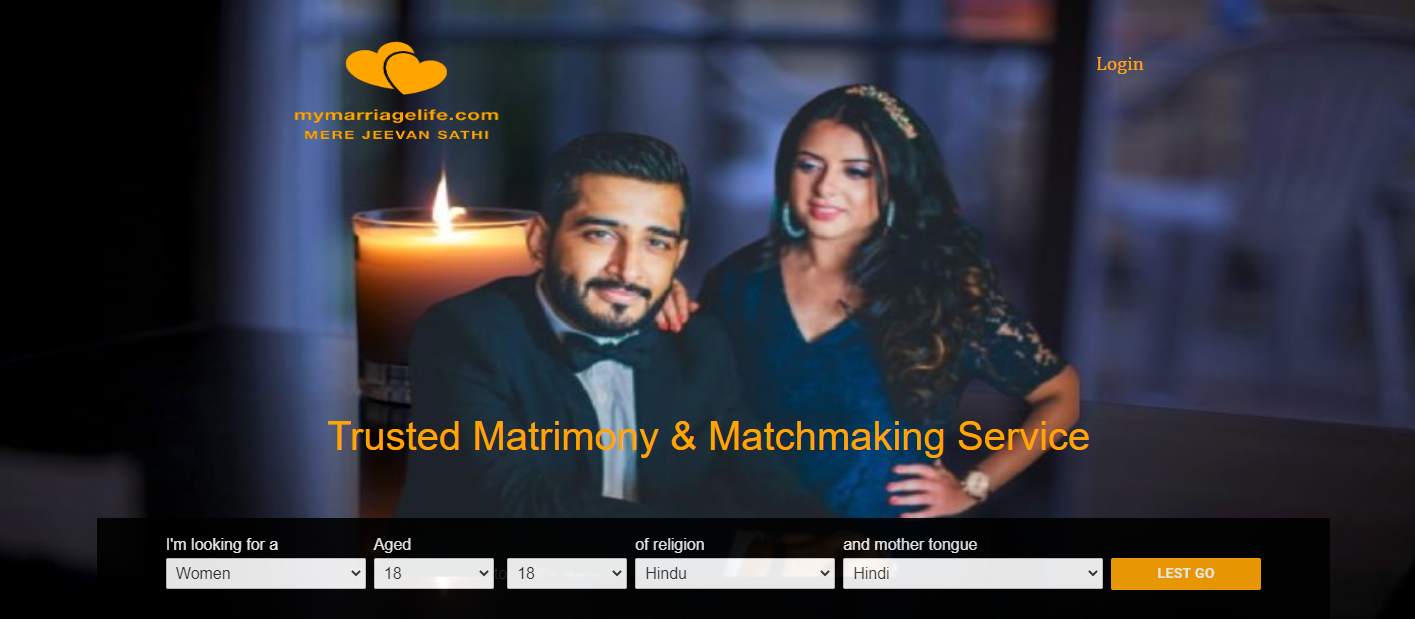 Login
mymarriagelife.com
MERE JEEVAN SATHI
Trusted Matrimony & Matchmaking Service
I'm looking for a Aged of religion and mother tongue
Women 18 to 18 Hindu Hindi LEST GO